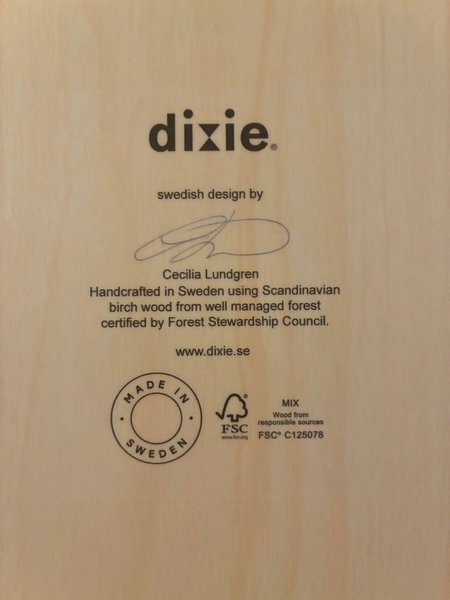 dixie®
swedish design by
Cecilia Lundgren
Handcrafted in Sweden using Scandinavian
birch wood from well managed forest
certified by Forest Stewardship Council.
www.dixie.se
MADE IN
SWEDEN
FSC
www.fsc.org
MIX
Wood from
responsible sources
FSC® C125078